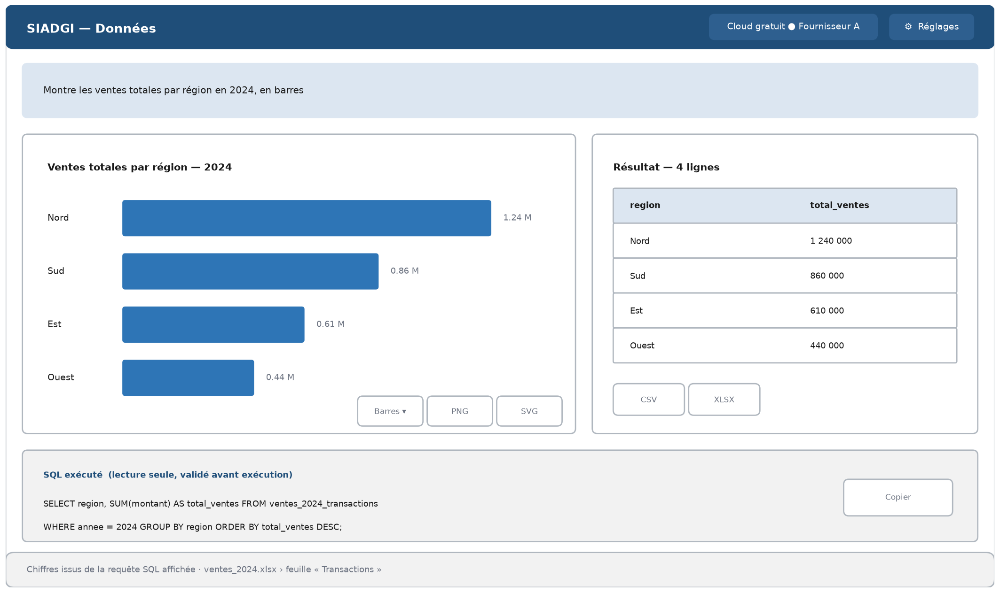 SIADGI — Données
Cloud gratuit ● Fournisseur A
⚙ Réglages
Montre les ventes totales par région en 2024, en barres
Ventes totales par région — 2024
Nord
1.24 M
Sud
0.86 M
Est
0.61 M
Ouest
0.44 M
Barres ▾
PNG
SVG
Résultat — 4 lignes
region total_ventes
Nord 1 240 000
Sud 860 000
Est 610 000
Ouest 440 000
CSV
XLSX
SQL exécuté (lecture seule, validé avant exécution)
SELECT region, SUM(montant) AS total_ventes FROM ventes_2024_transactions
WHERE annee = 2024 GROUP BY region ORDER BY total_ventes DESC;
Copier
Chiffres issus de la requête SQL affichée · ventes_2024.xlsx › feuille « Transactions »